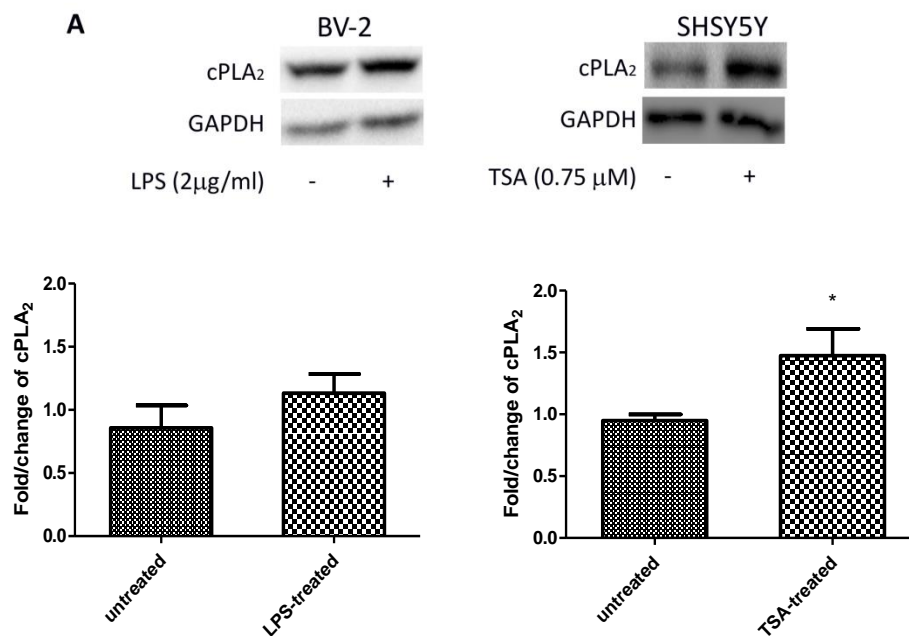 A
BV-2
cPLA₂
GAPDH
LPS (2µg/ml) - +
SHSY5Y
cPLA₂
GAPDH
TSA (0.75 µM) - +
Fold/change of cPLA₂
2.0
1.5
1.0
0.5
0.0
untreated
LPS-treated
Fold/change of cPLA₂
2.0
1.5
1.0
0.5
0.0
*
untreated
TSA-treated